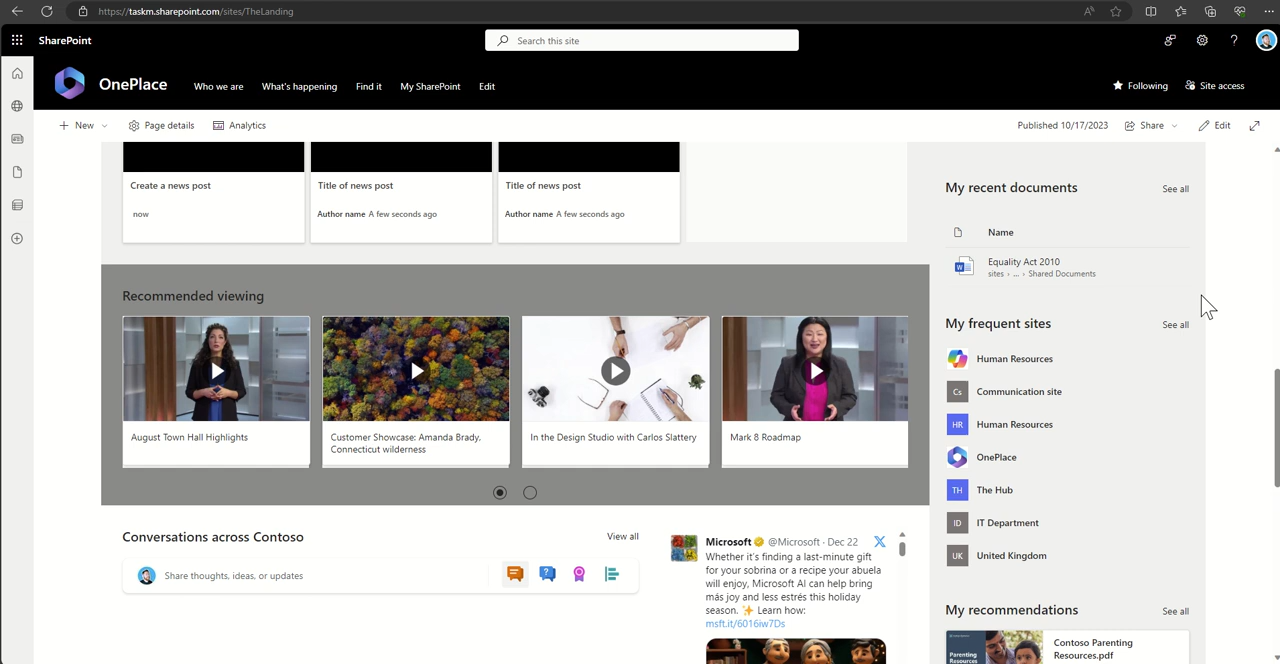 https://taskm.sharepoint.com/sites/TheLanding
SharePoint
Search this site
OnePlace
Who we are
What's happening
Find it
My SharePoint
Edit
Following
Site access
New
Page details
Analytics
Published 10/17/2023
Share
Edit
Create a news post
now
Title of news post
Author name A few seconds ago
Title of news post
Author name A few seconds ago
Recommended viewing
August Town Hall Highlights
Customer Showcase: Amanda Brady,
Connecticut wilderness
In the Design Studio with Carlos Slattery
Mark 8 Roadmap
Conversations across Contoso
View all
Share thoughts, ideas, or updates
Microsoft @Microsoft · Dec 22
Whether it's finding a last-minute gift
for your sobrina or a recipe your abuela
will enjoy, Microsoft AI can help bring
más joy and less estrés this holiday
season. ✨ Learn how:
msft.it/6016iw7Ds
My recent documents
See all
Name
Equality Act 2010
sites › ... › Shared Documents
My frequent sites
See all
Human Resources
Cs
Communication site
HR
Human Resources
OnePlace
TH
The Hub
ID
IT Department
UK
United Kingdom
My recommendations
See all
Parenting
Resources
Contoso Parenting
Resources.pdf